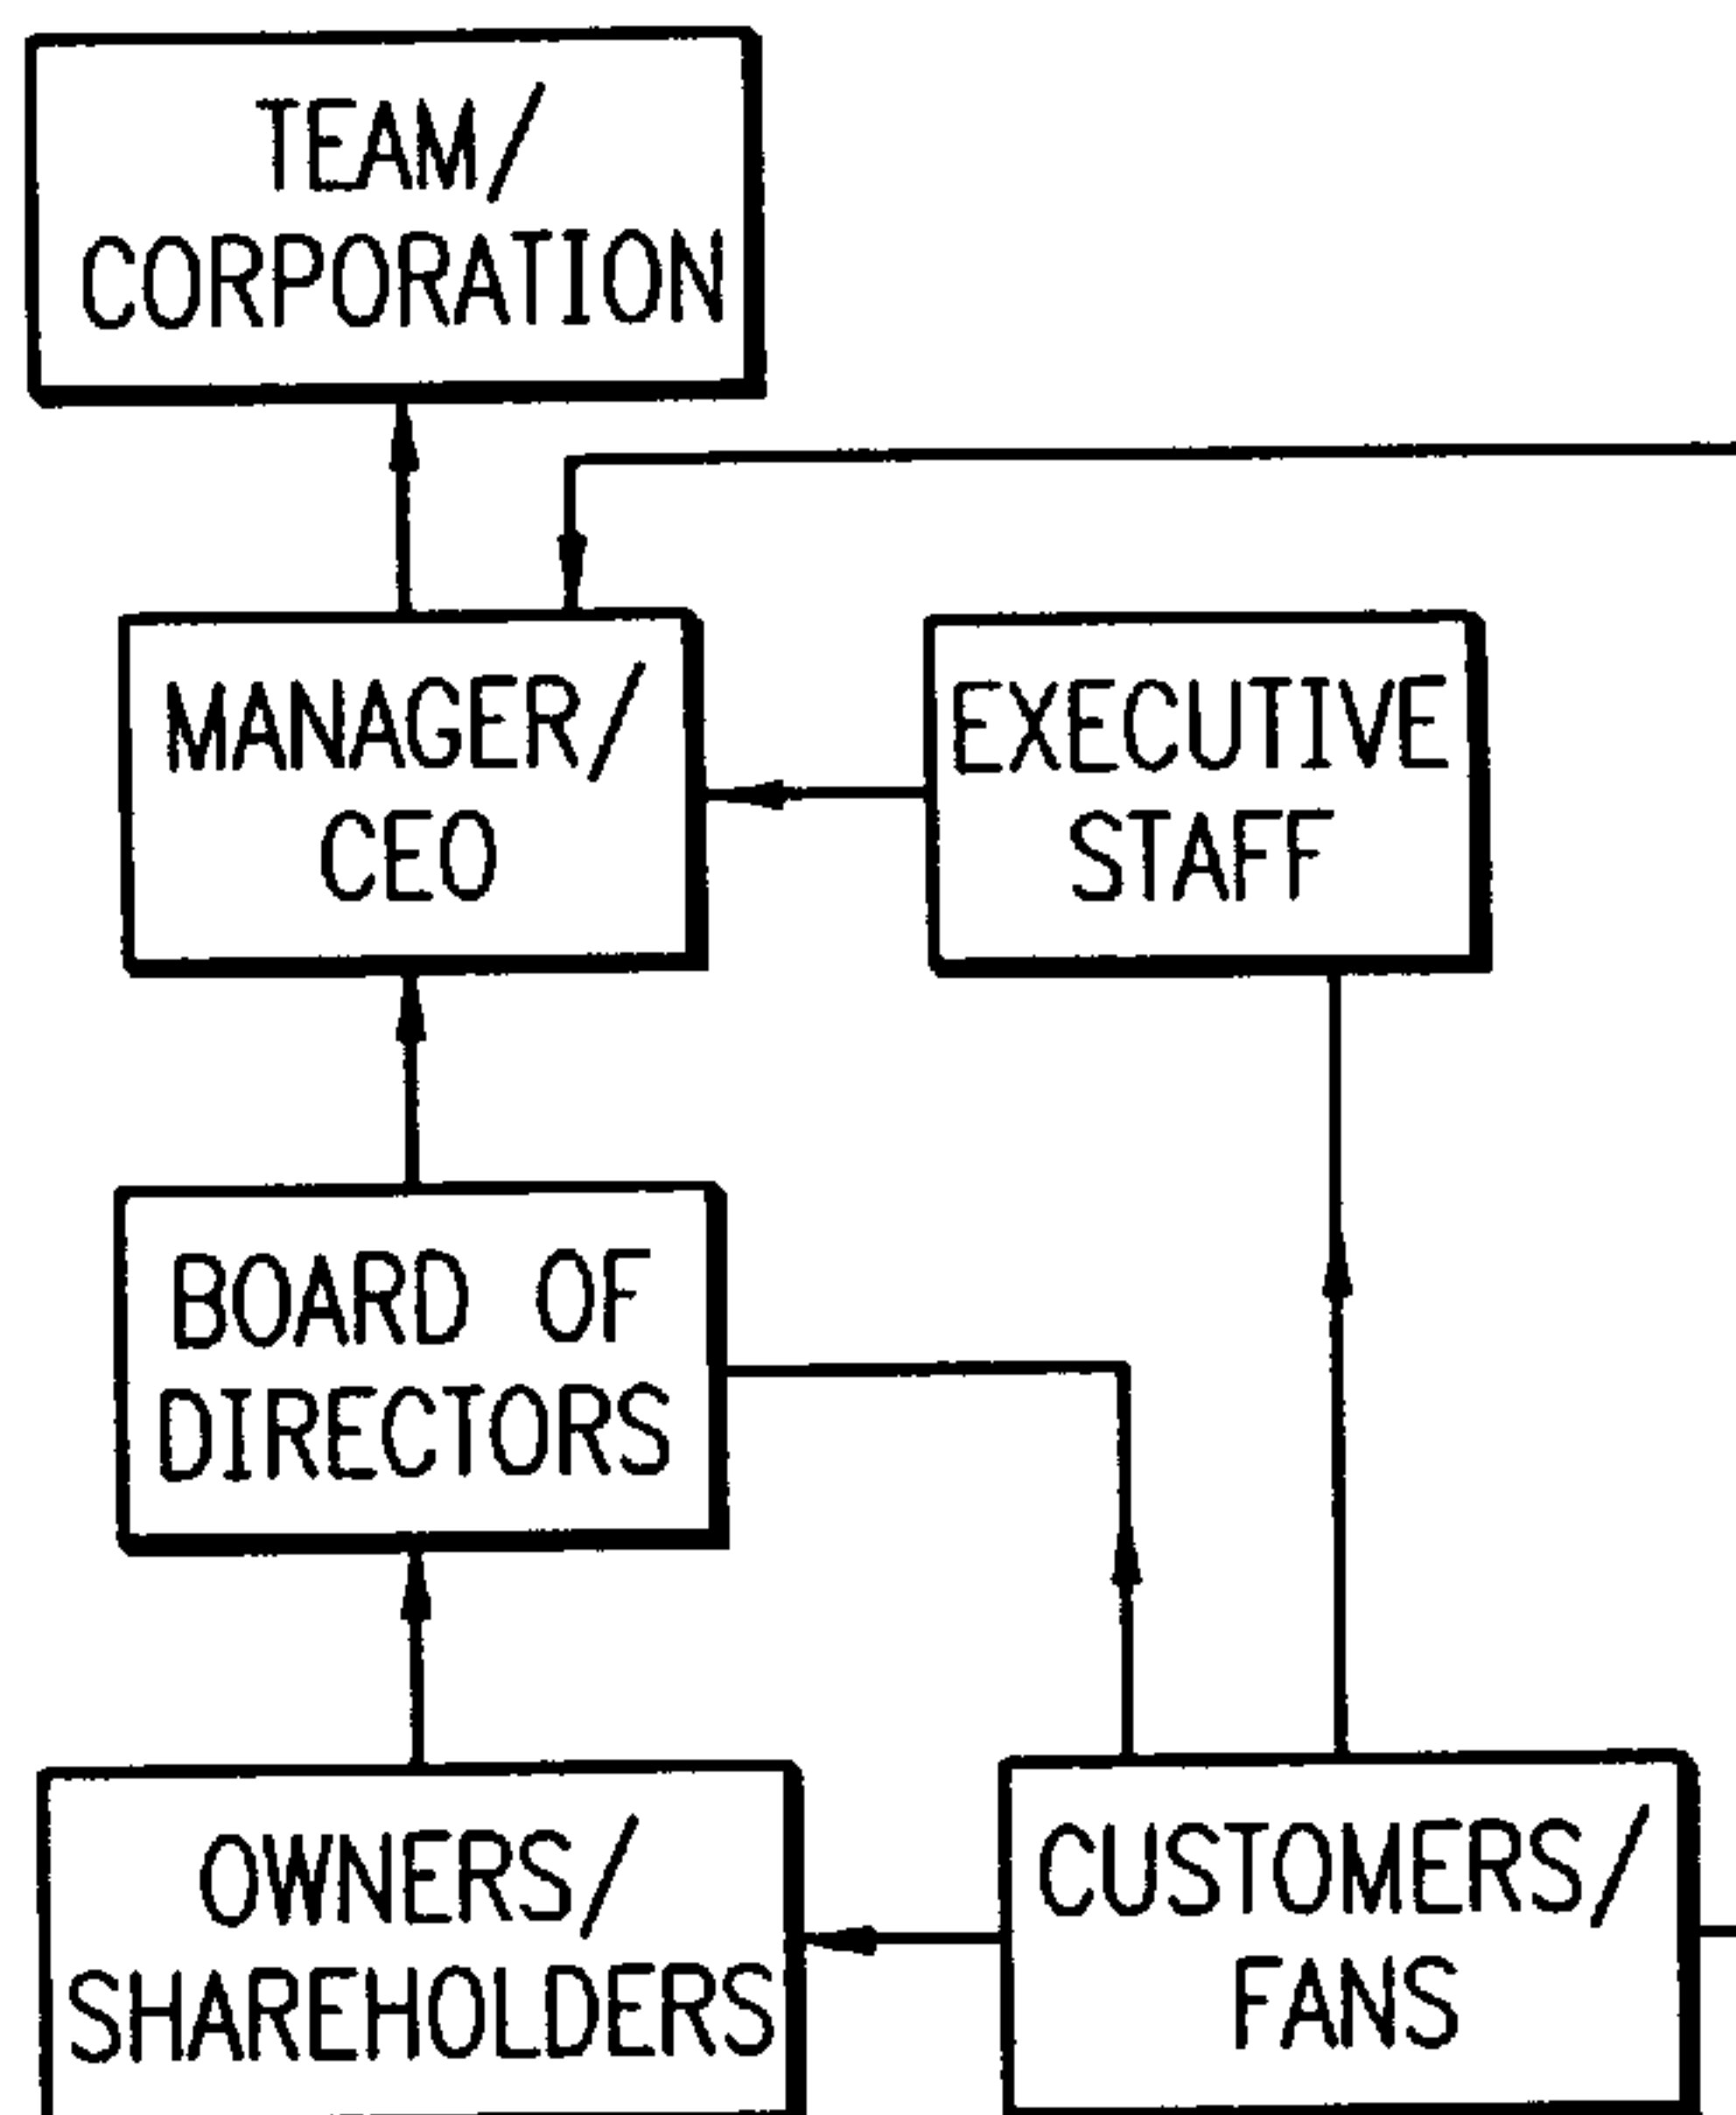 TEAM/
CORPORATION
MANAGER/
CEO
EXECUTIVE
STAFF
BOARD OF
DIRECTORS
OWNERS/
SHAREHOLDERS
CUSTOMERS/
FANS